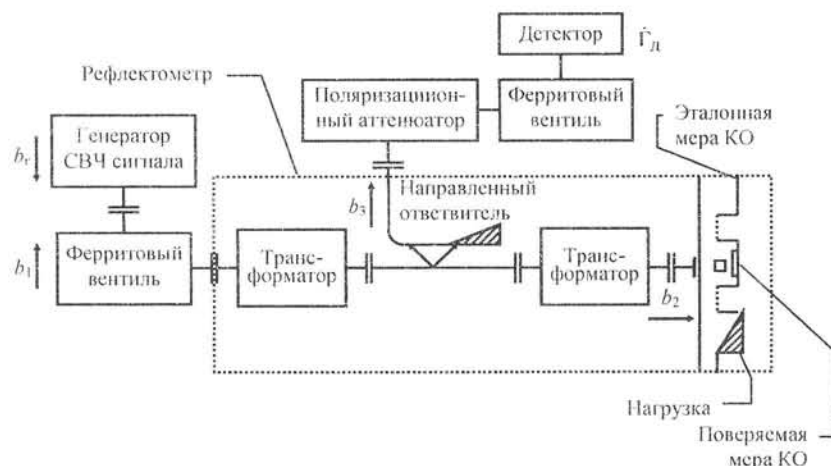 Детектор
Γ̇д
Рефлектометр
Поляризацион-
ный аттенюатор
Ферритовый
вентиль
Эталонная
мера КО
Генератор
СВЧ сигнала
bг
Направленный
ответвитель
b3
b1
Ферритовый
вентиль
Транс-
форматор
Транс-
форматор
b2
Нагрузка
Поверяемая
мера КО